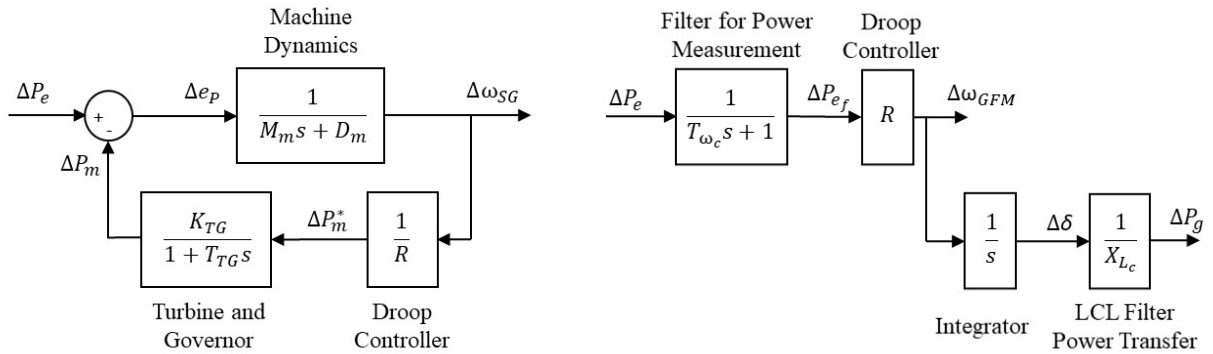 Machine
Dynamics
ΔP_e
+
-
Δe_P
1
M_m s + D_m
Δω_SG
ΔP_m
K_TG
1 + T_TG s
ΔP_m^*
1
R
Turbine and
Governor
Droop
Controller
Filter for Power
Measurement
Droop
Controller
ΔP_e
1
T_ω_c s + 1
ΔP_e_f
R
Δω_GFM
1
s
Δδ
1
X_L_c
ΔP_g
Integrator
LCL Filter
Power Transfer